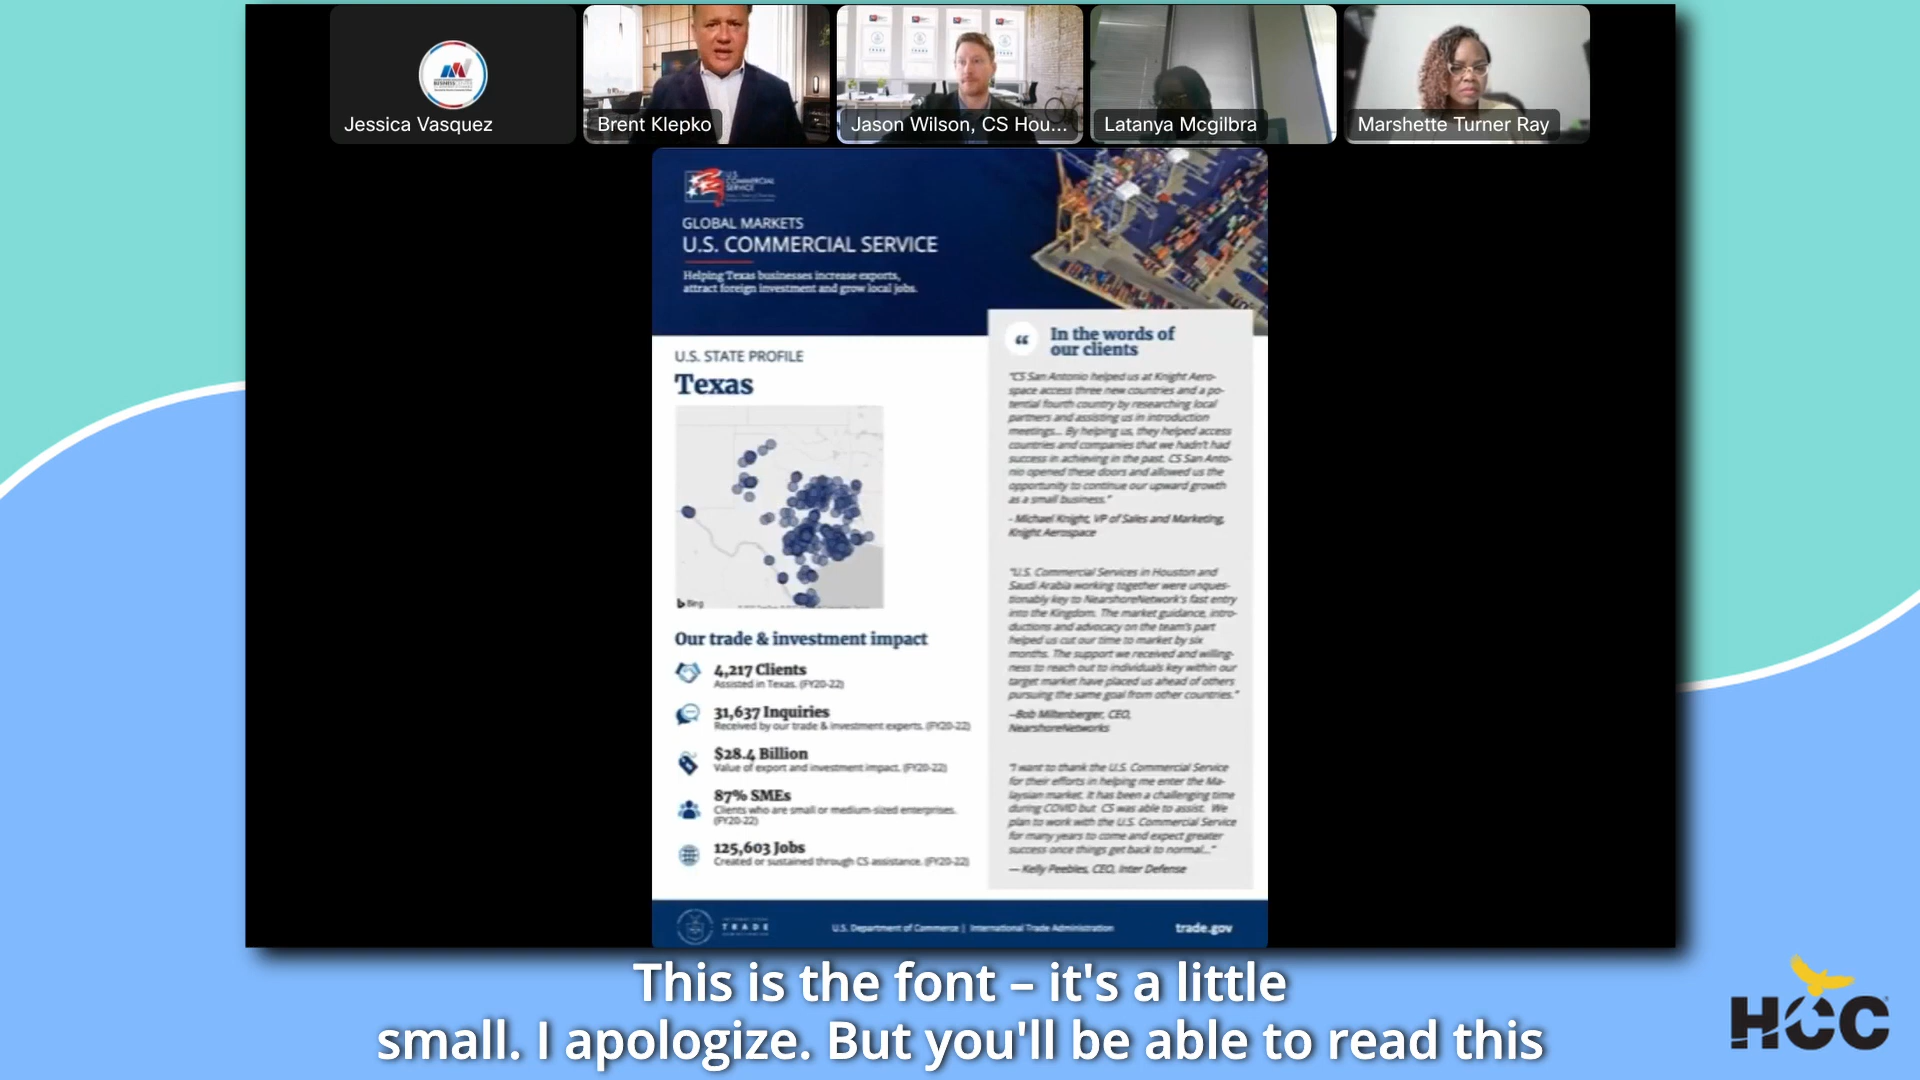 Jessica Vasquez
Brent Klepko
Jason Wilson, CS Hou...
Latanya Mcgilbra
Marshette Turner Ray
U.S.
COMMERCIAL
SERVICE
GLOBAL MARKETS
U.S. COMMERCIAL SERVICE
Helping Texas businesses increase exports,
attract foreign investment and grow local jobs.
U.S. STATE PROFILE
Texas
Bing
Our trade & investment impact
4,217 Clients
Assisted in Texas. (FY20-22)
31,637 Inquiries
Received by our trade & investment experts. (FY20-22)
$28.4 Billion
Value of export and investment impact. (FY20-22)
87% SMEs
Clients who are small or medium-sized enterprises.
(FY20-22)
125,603 Jobs
Created or sustained through CS assistance. (FY20-22)
“ In the words of
our clients
"CS San Antonio helped us at Knight Aero-
space access three new countries and a po-
tential fourth country by researching local
partners and assisting us in introduction
meetings... By helping us, they helped access
countries and companies that we hadn't had
success in achieving in the past. CS San Anto-
nio opened these doors and allowed us the
opportunity to continue our upward growth
as a small business."
- Michael Knight, VP of Sales and Marketing,
Knight Aerospace
"U.S. Commercial Services in Houston and
Saudi Arabia working together were unques-
tionably key to NearshoreNetwork's fast entry
into the Kingdom. The market guidance, intro-
ductions and advocacy on the team's part
helped us cut our time to market by six
months. The support we received and willing-
ness to reach out to individuals key within our
target market have placed us ahead of others
pursuing the same goal from other countries."
--Bob Miltenberger, CEO,
NearshoreNetworks
"I want to thank the U.S. Commercial Service
for their efforts in helping me enter the Ma-
laysian market. It has been a challenging time
during COVID but CS was able to assist. We
plan to work with the U.S. Commercial Service
for many years to come and expect greater
success once things get back to normal..."
— Kelly Peebles, CEO, Inter Defense
TRADE
U.S. Department of Commerce | International Trade Administration
trade.gov
This is the font – it's a little
small. I apologize. But you'll be able to read this
HCC